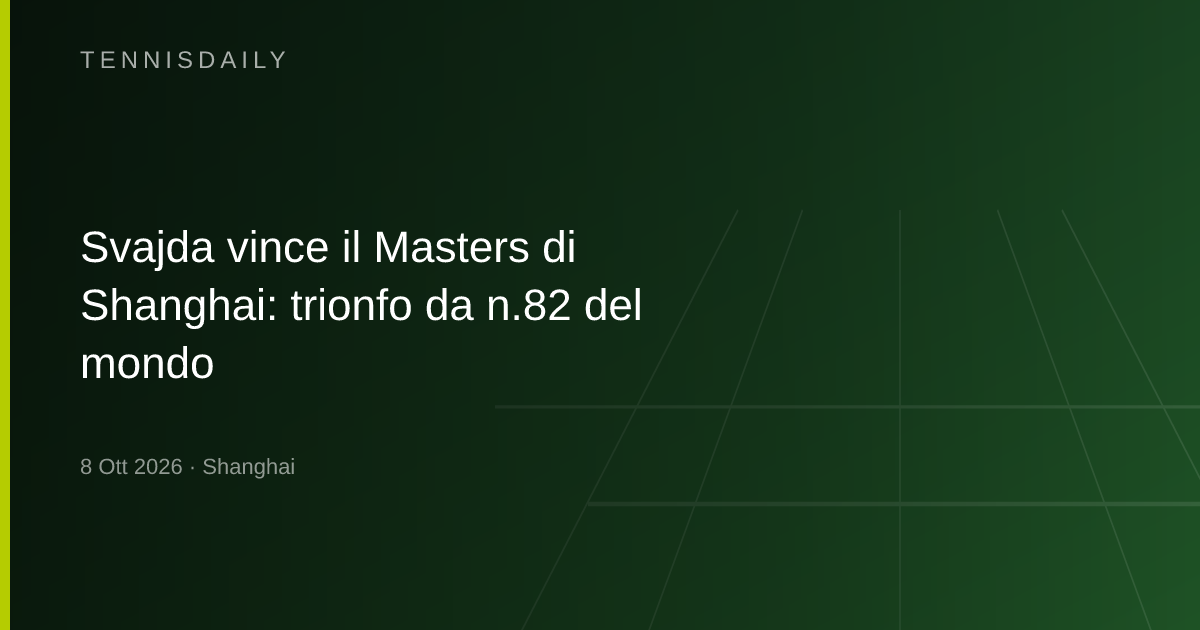 TENNISDAILY
Svajda vince il Masters di
Shanghai: trionfo da n.82 del
mondo
8 Ott 2026 · Shanghai